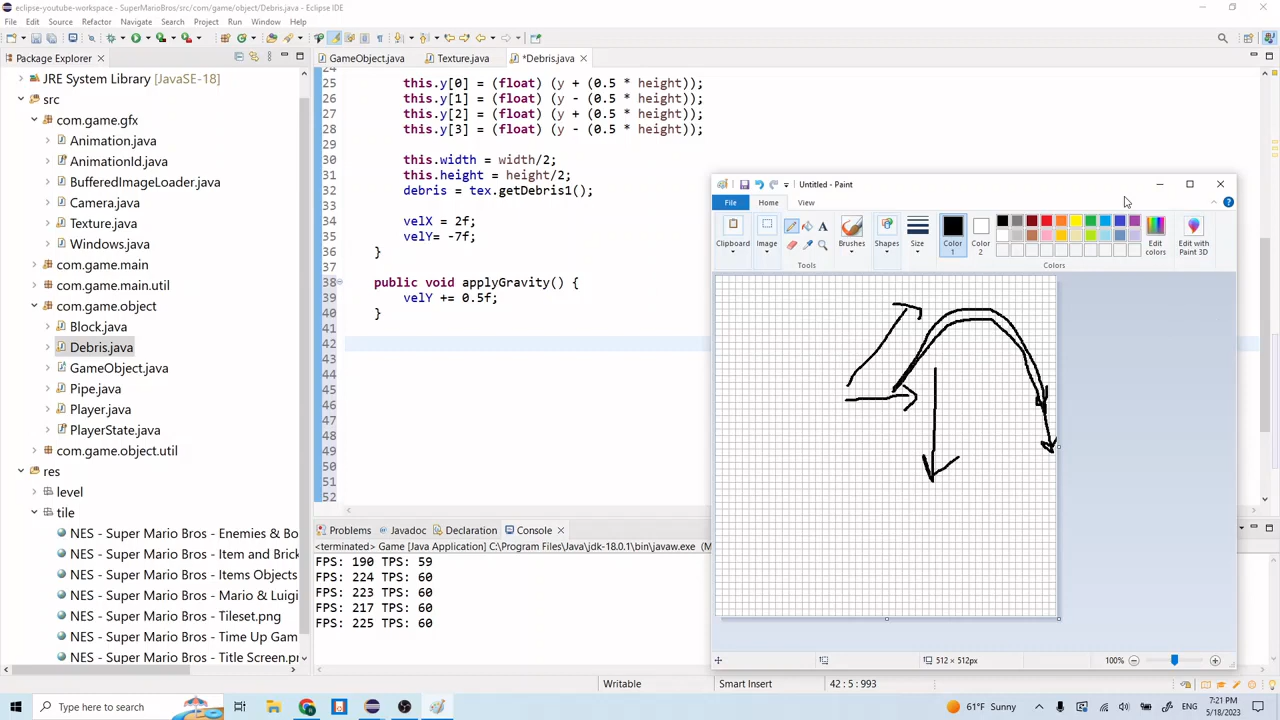 eclipse-youtube-workspace - SuperMarioBros/src/com/game/object/Debris.java - Eclipse IDE
File Edit Source Refactor Navigate Search Project Run Window Help
Package Explorer
GameObject.java
Texture.java
*Debris.java
JRE System Library [JavaSE-18]
src
com.game.gfx
Animation.java
AnimationId.java
BufferedImageLoader.java
Camera.java
Texture.java
Windows.java
com.game.main
com.game.main.util
com.game.object
Block.java
Debris.java
GameObject.java
Pipe.java
Player.java
PlayerState.java
com.game.object.util
res
level
tile
NES - Super Mario Bros - Enemies & Bo
NES - Super Mario Bros - Item and Brick
NES - Super Mario Bros - Items Objects
NES - Super Mario Bros - Mario & Luigi
NES - Super Mario Bros - Tileset.png
NES - Super Mario Bros - Time Up Gam
NES - Super Mario Bros - Title Screen.pr
24
25 this.y[0] = (float) (y + (0.5 * height));
26 this.y[1] = (float) (y - (0.5 * height));
27 this.y[2] = (float) (y + (0.5 * height));
28 this.y[3] = (float) (y - (0.5 * height));
29
30 this.width = width/2;
31 this.height = height/2;
32 debris = tex.getDebris1();
33
34 velX = 2f;
35 velY= -7f;
36 }
37
38 public void applyGravity() {
39 velY += 0.5f;
40 }
41
42
43
44
45
46
47
48
49
50
51
52
Problems Javadoc Declaration Console
<terminated> Game [Java Application] C:\Program Files\Java\jdk-18.0.1\bin\javaw.exe (M
FPS: 190 TPS: 59
FPS: 224 TPS: 60
FPS: 223 TPS: 60
FPS: 217 TPS: 60
FPS: 225 TPS: 60
Untitled - Paint
File Home View
Clipboard
Image
Tools
Brushes
Shapes
Size
Color 1
Color 2
Colors
Edit colors
Edit with Paint 3D
512 × 512px
100%
Writable
Smart Insert
42 : 5 : 993
Type here to search
61°F Sunny
ENG
7:21 PM
5/18/2023